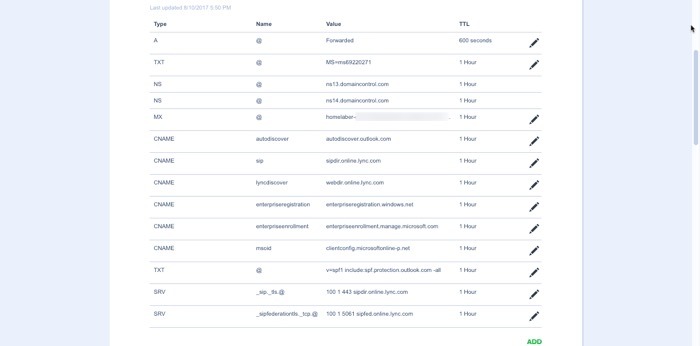 Last updated 8/10/2017 5:50 PM
Type Name Value TTL
A @ Forwarded 600 seconds
TXT @ MS=ms69220271 1 Hour
NS @ ns13.domaincontrol.com 1 Hour
NS @ ns14.domaincontrol.com 1 Hour
MX @ homelaber- 1 Hour
CNAME autodiscover autodiscover.outlook.com 1 Hour
CNAME sip sipdir.online.lync.com 1 Hour
CNAME lyncdiscover webdir.online.lync.com 1 Hour
CNAME enterpriseregistration enterpriseregistration.windows.net 1 Hour
CNAME enterpriseenrollment enterpriseenrollment.manage.microsoft.com 1 Hour
CNAME msoid clientconfig.microsoftonline-p.net 1 Hour
TXT @ v=spf1 include:spf.protection.outlook.com -all 1 Hour
SRV _sip._tls.@ 100 1 443 sipdir.online.lync.com 1 Hour
SRV _sipfederationtls._tcp.@ 100 1 5061 sipfed.online.lync.com 1 Hour
ADD